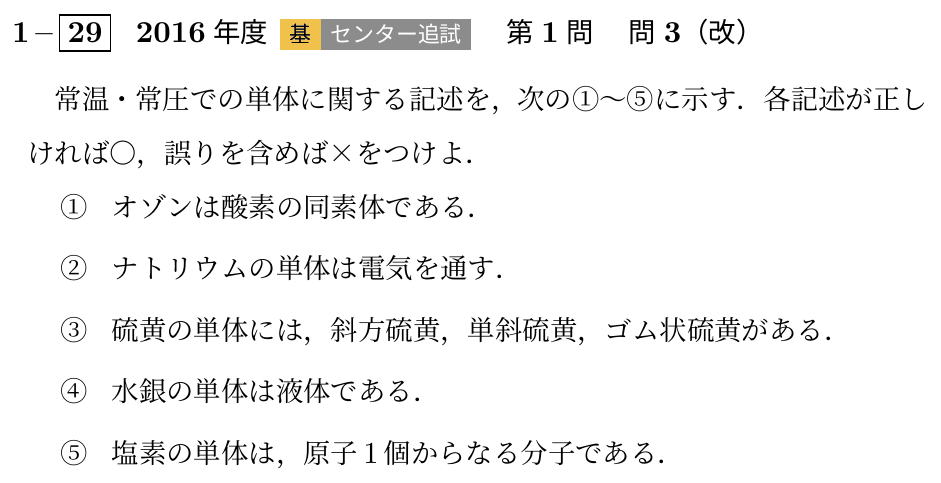 1－29 2016 年度 基 センター追試 第 1 問 問 3（改）
常温・常圧での単体に関する記述を，次の①〜⑤に示す．各記述が正し
ければ○，誤りを含めば×をつけよ．
① オゾンは酸素の同素体である．
② ナトリウムの単体は電気を通す．
③ 硫黄の単体には，斜方硫黄，単斜硫黄，ゴム状硫黄がある．
④ 水銀の単体は液体である．
⑤ 塩素の単体は，原子１個からなる分子である．